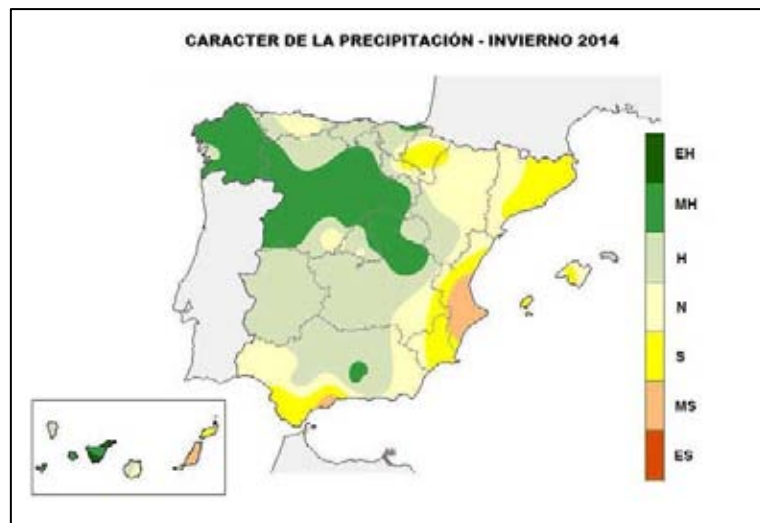 CARACTER DE LA PRECIPITACIÓN - INVIERNO 2014
EH
MH
H
N
S
MS
ES